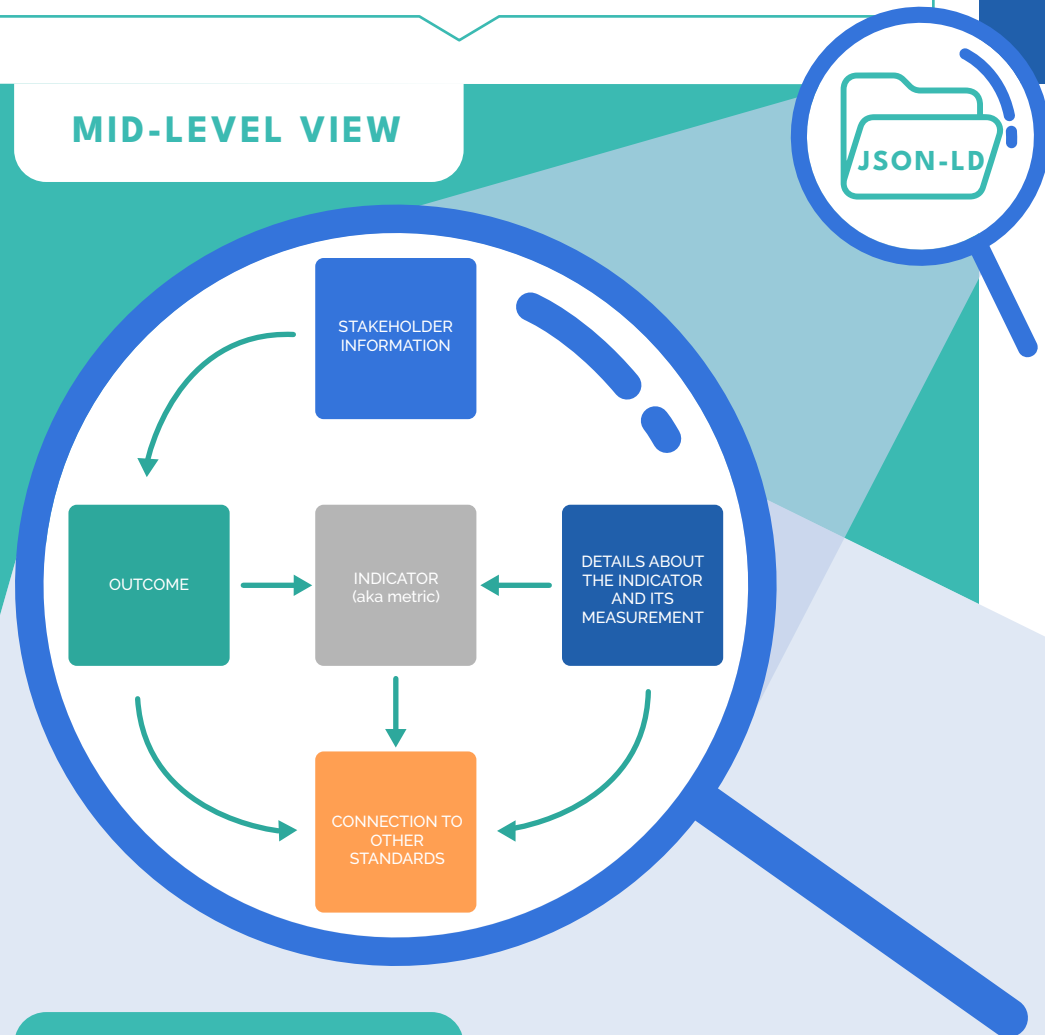 MID-LEVEL VIEW
JSON-LD
STAKEHOLDER
INFORMATION
OUTCOME
INDICATOR
(aka metric)
DETAILS ABOUT
THE INDICATOR
AND ITS
MEASUREMENT
CONNECTION TO
OTHER
STANDARDS